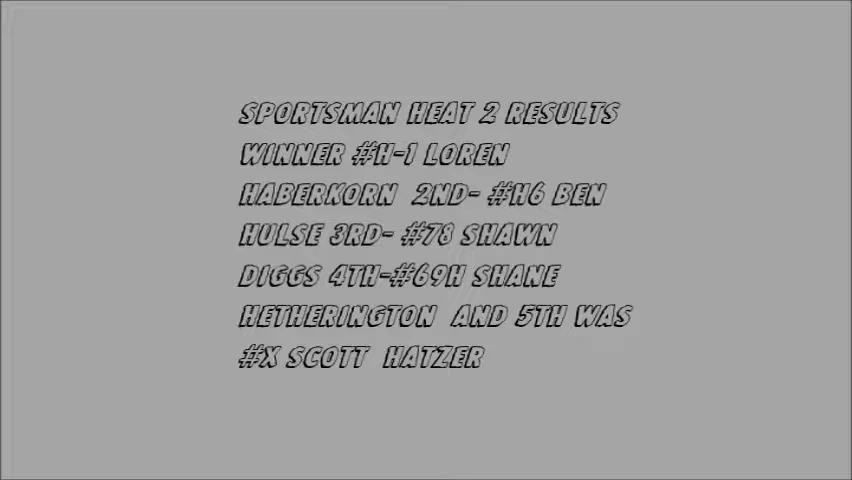 SPORTSMAN HEAT 2 RESULTS
WINNER #H-1 LOREN
HABERKORN 2ND- #H6 BEN
HULSE 3RD- #78 SHAWN
DIGGS 4TH-#69H SHANE
HETHERINGTON AND 5TH WAS
#X SCOTT HATZER